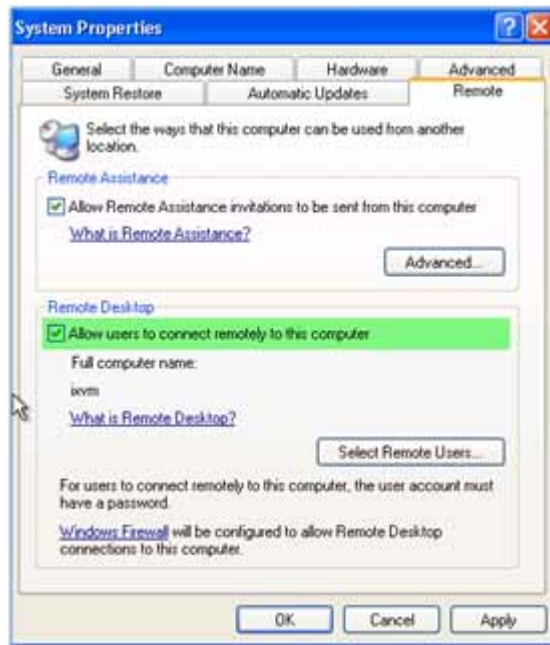 System Properties
General Computer Name Hardware Advanced
System Restore Automatic Updates Remote
Select the ways that this computer can be used from another
location.
Remote Assistance
Allow Remote Assistance invitations to be sent from this computer
What is Remote Assistance?
Advanced...
Remote Desktop
Allow users to connect remotely to this computer
Full computer name:
ixvm
What is Remote Desktop?
Select Remote Users...
For users to connect remotely to this computer, the user account must
have a password.
Windows Firewall will be configured to allow Remote Desktop
connections to this computer.
OK Cancel Apply